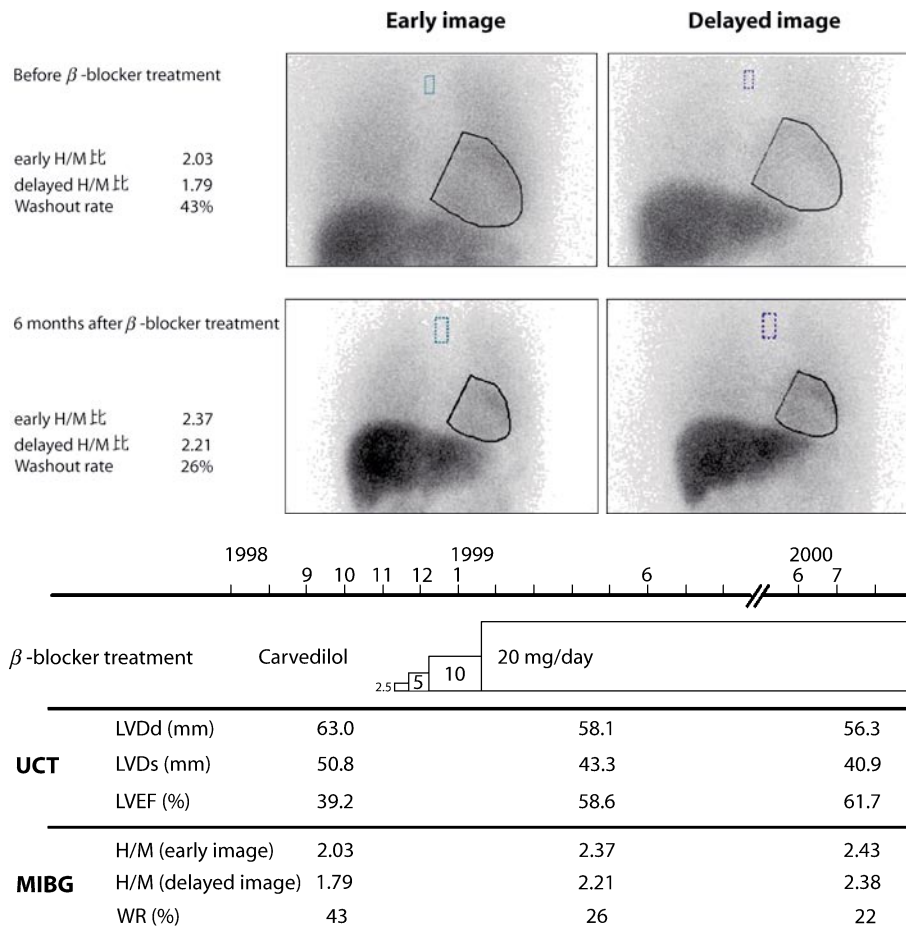 Early image Delayed image
Before β -blocker treatment
early H/M 比 2.03
delayed H/M 比 1.79
Washout rate 43%
6 months after β -blocker treatment
early H/M 比 2.37
delayed H/M 比 2.21
Washout rate 26%
1998 1999 2000
9 10 11 12 1 6 6 7
β -blocker treatment Carvedilol 2.5 5 10 20 mg/day
LVDd (mm) 63.0 58.1 56.3
UCT LVDs (mm) 50.8 43.3 40.9
LVEF (%) 39.2 58.6 61.7
H/M (early image) 2.03 2.37 2.43
MIBG H/M (delayed image) 1.79 2.21 2.38
WR (%) 43 26 22